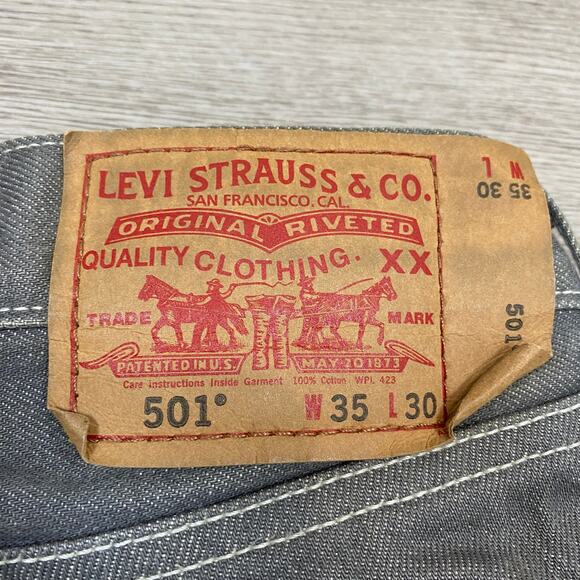 LEVI STRAUSS & CO.
SAN FRANCISCO, CAL.
ORIGINAL RIVETED
QUALITY CLOTHING. XX
TRADE MARK
PATENTED IN U.S. MAY 20 1873
Care Instructions Inside Garment 100% Cotton WPL 423
501° W 35 L 30
W L
35 30
501